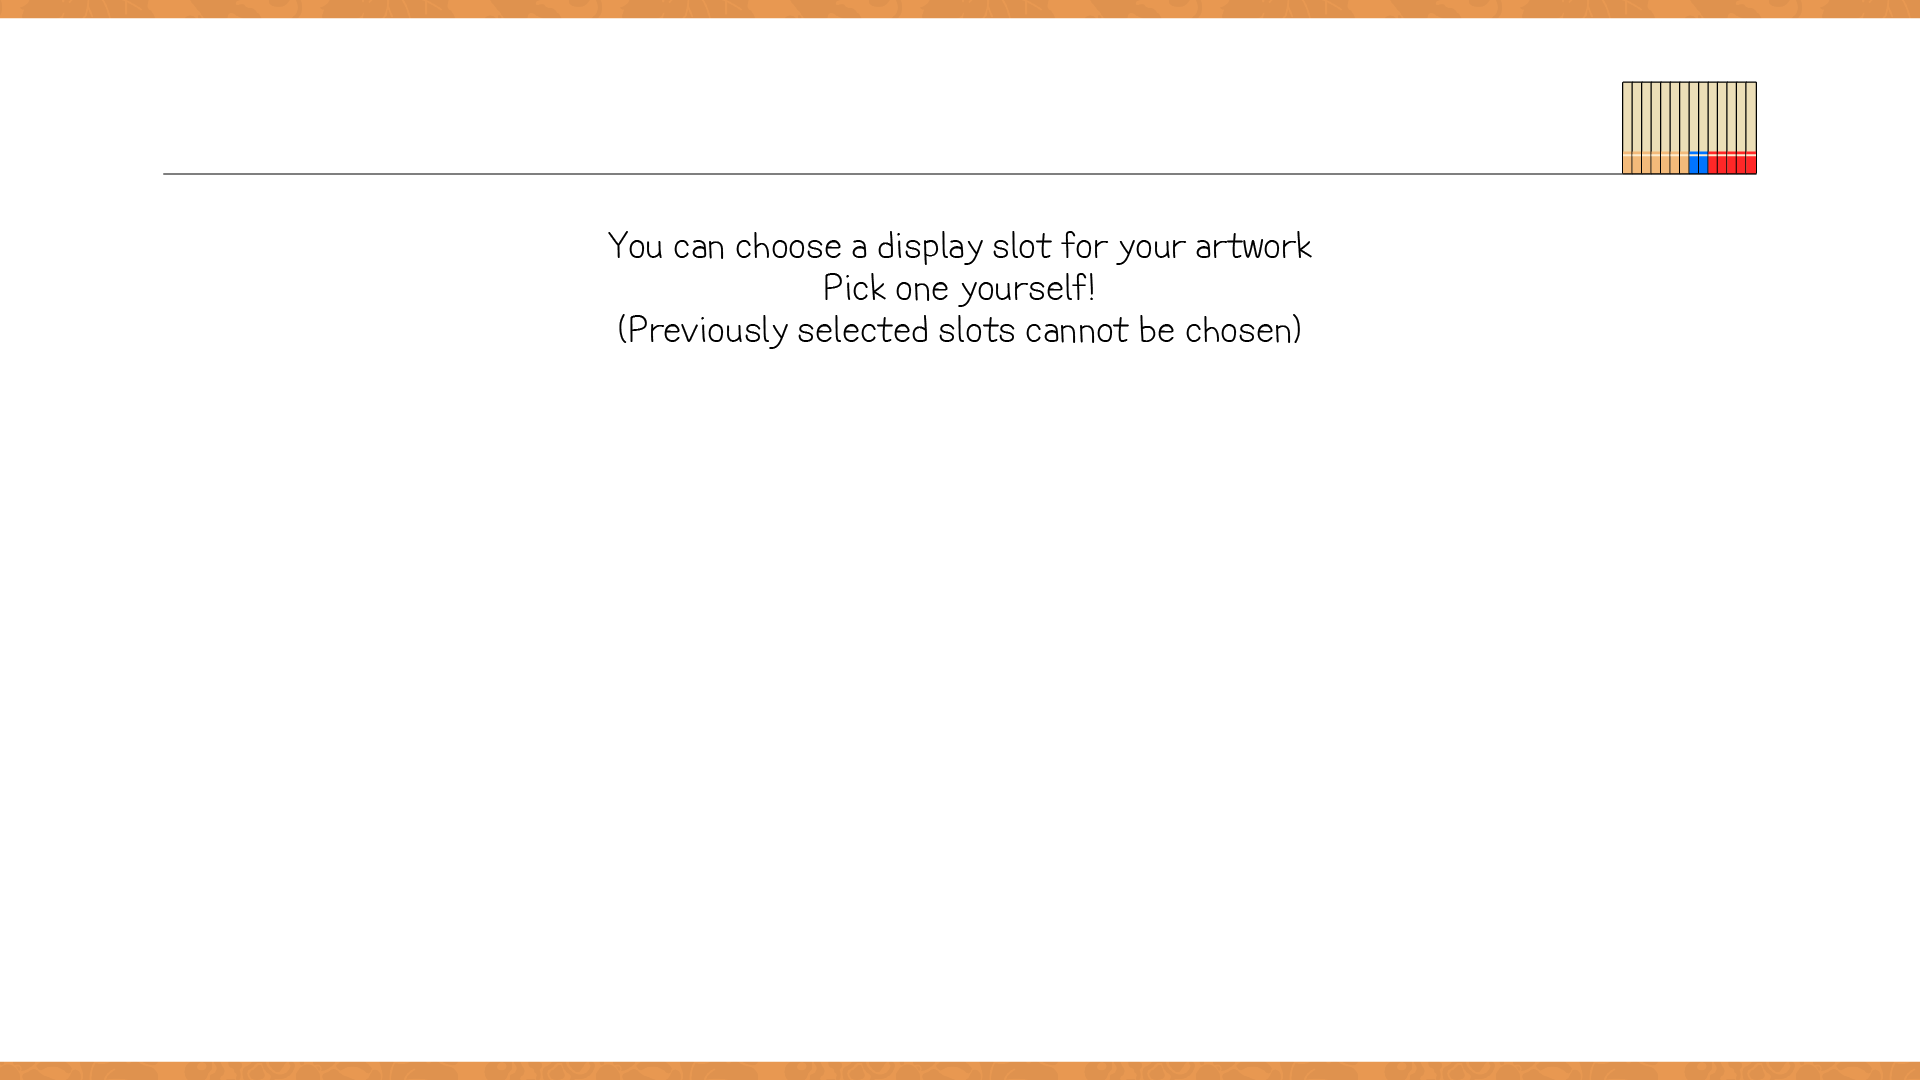 You can choose a display slot for your artwork
Pick one yourself!
(Previously selected slots cannot be chosen)